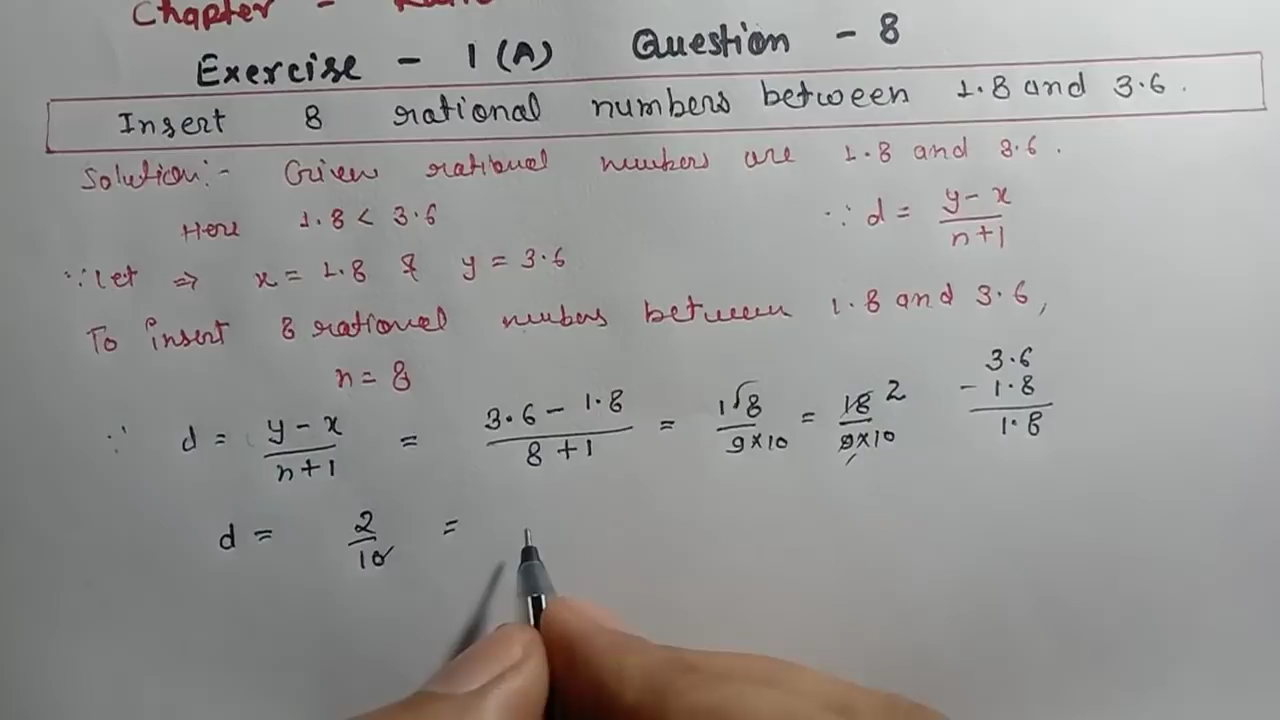 Chapter -
Exercise - 1(A) Question - 8
Insert 8 rational numbers between 1.8 and 3.6.
Solution:- Given rational numbers are 1.8 and 3.6.
Here 1.8 < 3.6
∵ d = y-x / n+1
∵ let ⇒ x = 1.8 & y = 3.6
To insert 8 rational numbers between 1.8 and 3.6,
n = 8
∵ d = y-x / n+1 = 3.6 - 1.8 / 8+1 = 1.8 / 9×10 = 18 2 / 9×10
3.6
- 1.8
1.8
d = 2/10 =